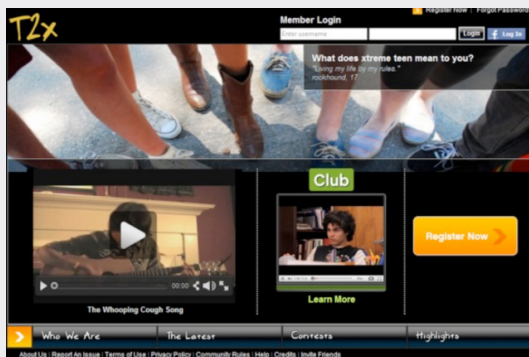 T2x
Register Now | Forgot Password
Member Login
Enter username
Login
f Log In
What does xtreme teen mean to you?
"Living my life by my rules."
rockhound, 17
Club
Register Now
00:00
The Whooping Cough Song
Learn More
Who We Are
The Latest
Contests
Highlights
About Us | Report An Issue | Terms of Use | Privacy Policy | Community Rules | Help | Credits | Invite Friends